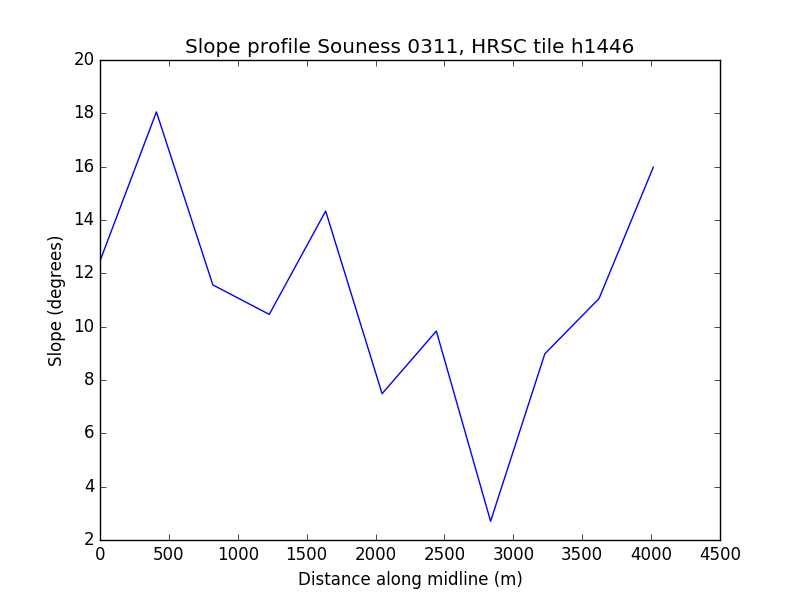 Slope profile Souness 0311, HRSC tile h1446
20
18
16
14
12
10
8
6
4
2
Slope (degrees)
0 500 1000 1500 2000 2500 3000 3500 4000 4500
Distance along midline (m)